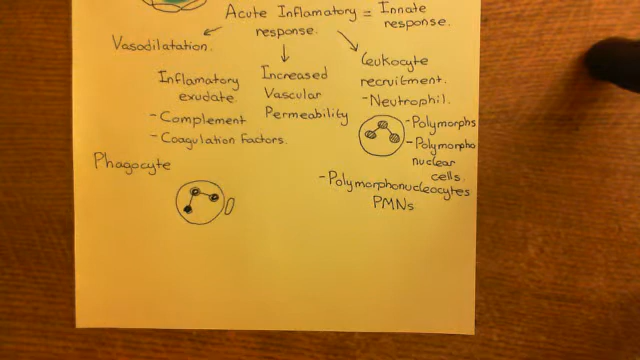 Acute Inflamatory = Innate
response. response.
Vasodilatation.
Inflamatory
exudate
- Complement
- Coagulation Factors.
Increased
Vascular
Permeability
Leukocyte
recruitment.
- Neutrophil.
- Polymorphs
- Polymorpho
nuclear
cells.
- Polymorphonucleocytes
PMNs
Phagocyte